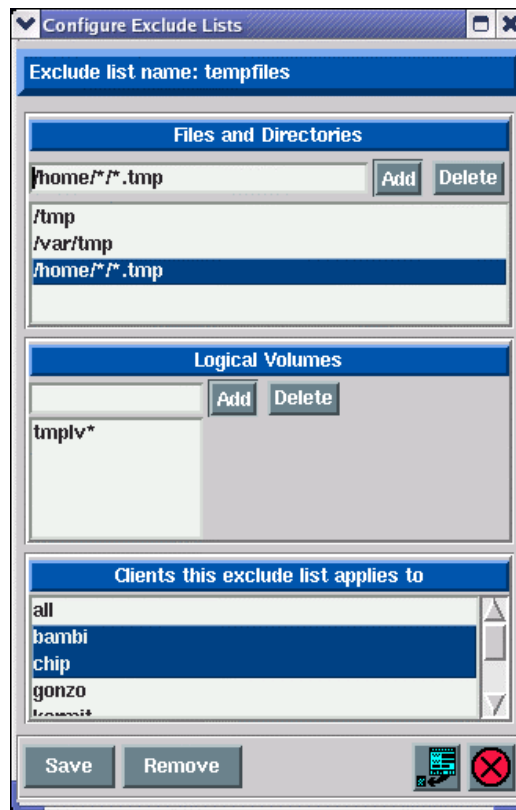 Configure Exclude Lists
Exclude list name: tempfiles
Files and Directories
/home/*/*.tmp Add Delete
/tmp
/var/tmp
/home/*/*.tmp
Logical Volumes
Add Delete
tmplv*
Clients this exclude list applies to
all
bambi
chip
gonzo
kermit
Save Remove